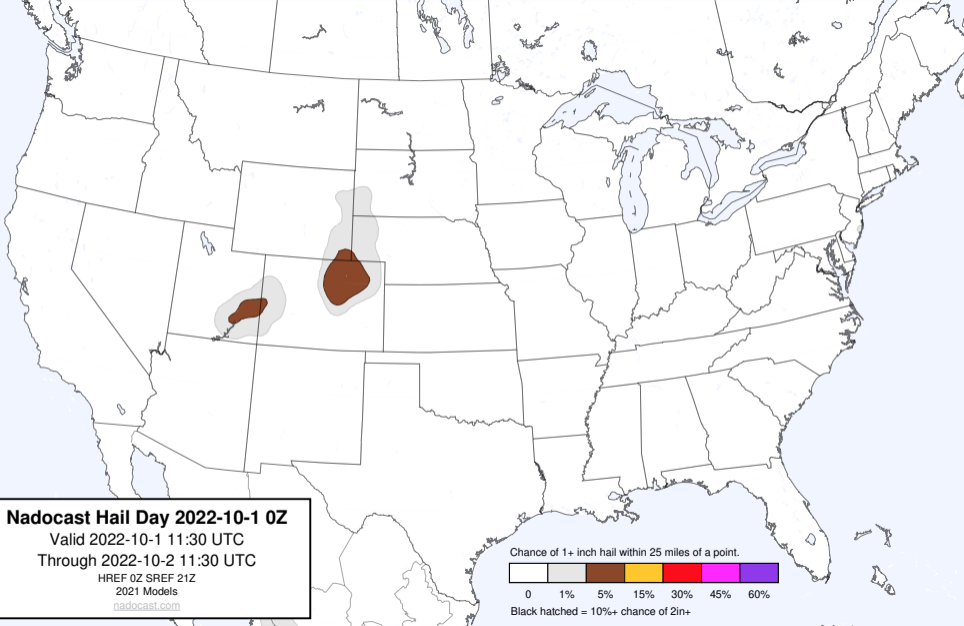 Nadocast Hail Day 2022-10-1 0Z
Valid 2022-10-1 11:30 UTC
Through 2022-10-2 11:30 UTC
HREF 0Z SREF 21Z
2021 Models
nadocast.com
Chance of 1+ inch hail within 25 miles of a point.
0 1% 5% 15% 30% 45% 60%
Black hatched = 10%+ chance of 2in+